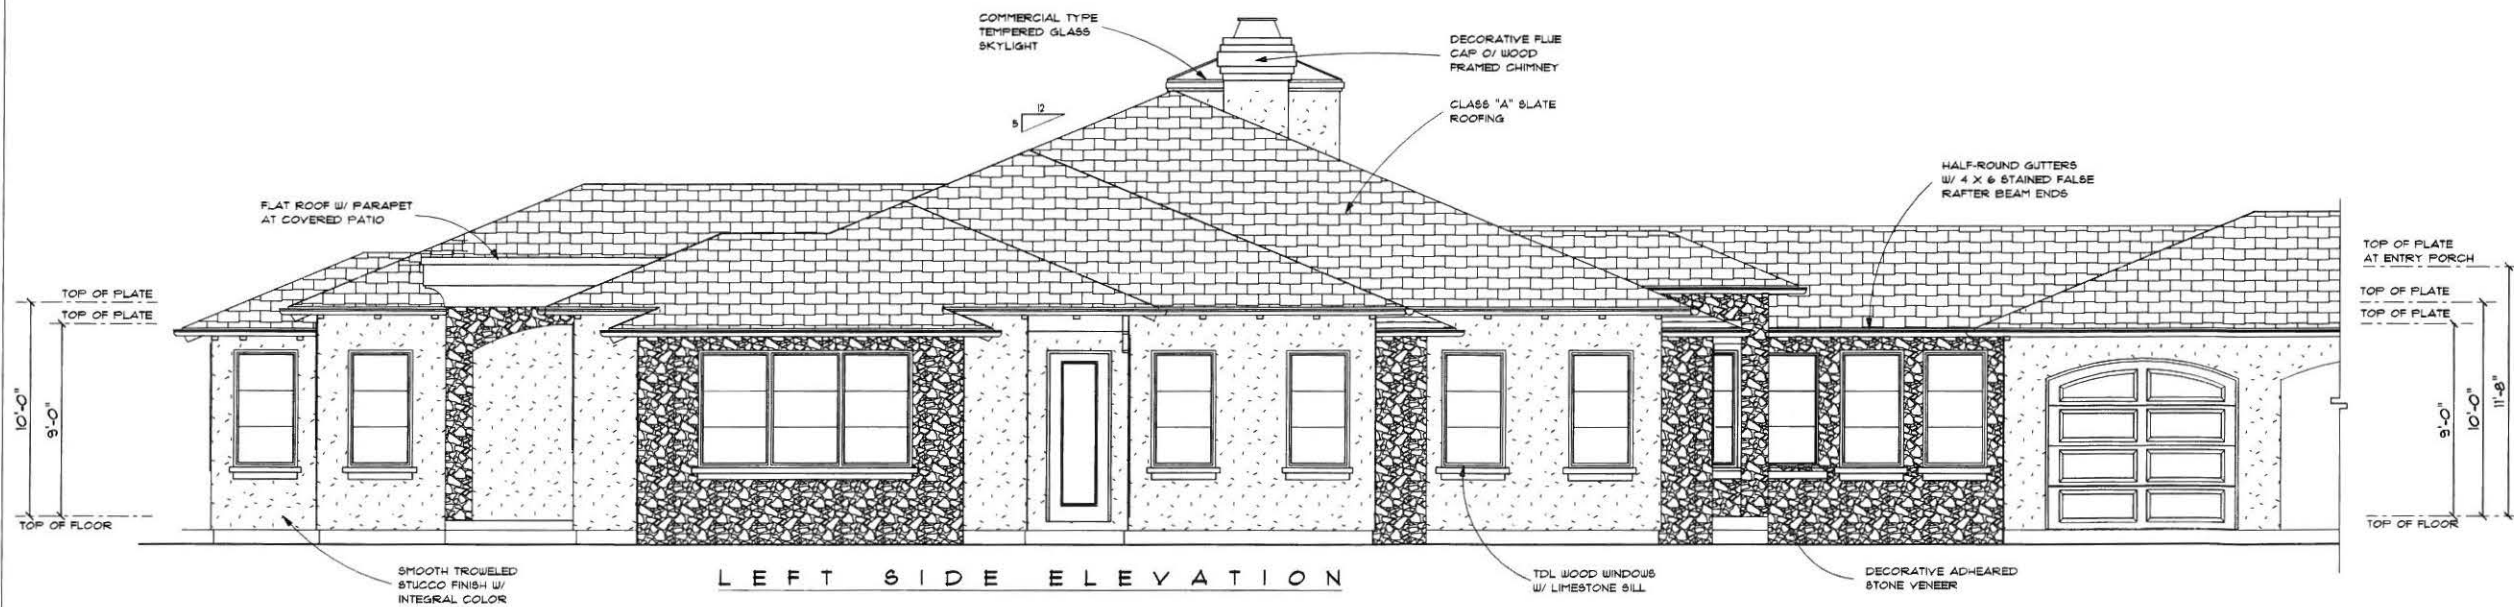 COMMERCIAL TYPE
TEMPERED GLASS
SKYLIGHT
DECORATIVE FLUE
CAP O/ WOOD
FRAMED CHIMNEY
CLASS "A" SLATE
ROOFING
12
5
HALF-ROUND GUTTERS
W/ 4 X 6 STAINED FALSE
RAFTER BEAM ENDS
FLAT ROOF W/ PARAPET
AT COVERED PATIO
TOP OF PLATE
AT ENTRY PORCH
TOP OF PLATE
TOP OF PLATE
TOP OF PLATE
TOP OF PLATE
10'-0"
9'-0"
9'-0"
10'-0"
11'-8"
TOP OF FLOOR
TOP OF FLOOR
SMOOTH TROWELED
STUCCO FINISH W/
INTEGRAL COLOR
LEFT SIDE ELEVATION
TDL WOOD WINDOWS
W/ LIMESTONE SILL
DECORATIVE ADHEARED
STONE VENEER